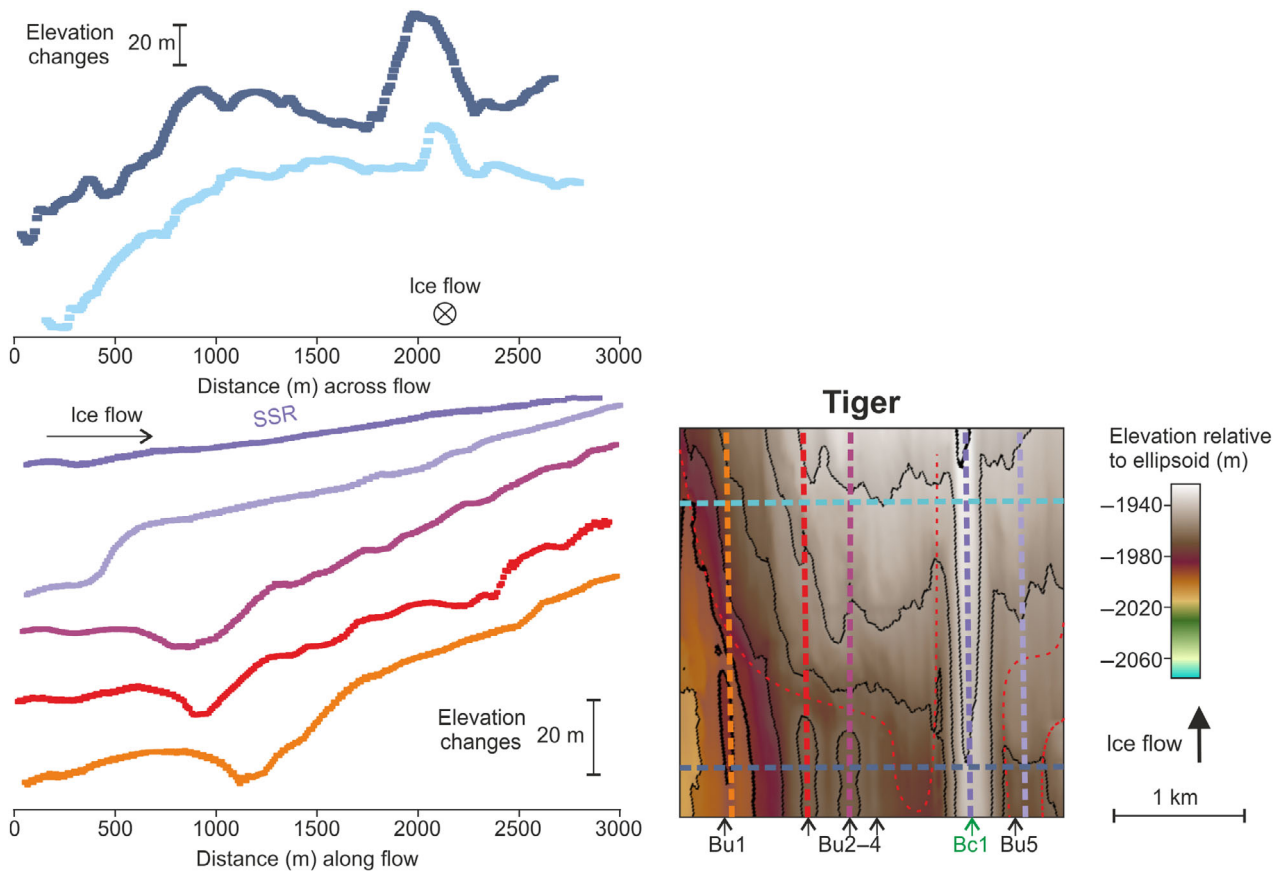 Elevation
changes
20 m
Ice flow
0 500 1000 1500 2000 2500 3000
Distance (m) across flow
Ice flow
SSR
Elevation
changes
20 m
0 500 1000 1500 2000 2500 3000
Distance (m) along flow
Tiger
Bu1
Bu2–4
Bc1
Bu5
Elevation relative
to ellipsoid (m)
–1940
–1980
–2020
–2060
Ice flow
1 km